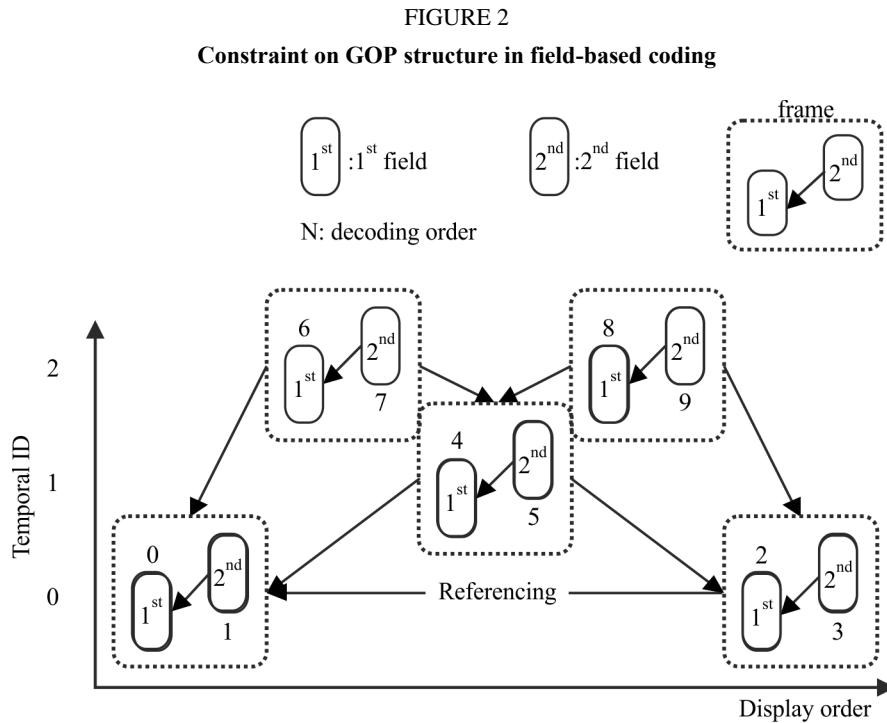 FIGURE 2
Constraint on GOP structure in field-based coding
frame
1st :1st field
2nd :2nd field
1st
2nd
N: decoding order
6
2nd
1st
7
8
2nd
1st
9
2
4
2nd
1st
5
1
Temporal ID
0
2nd
1st
1
2
2nd
1st
3
0
Referencing
Display order